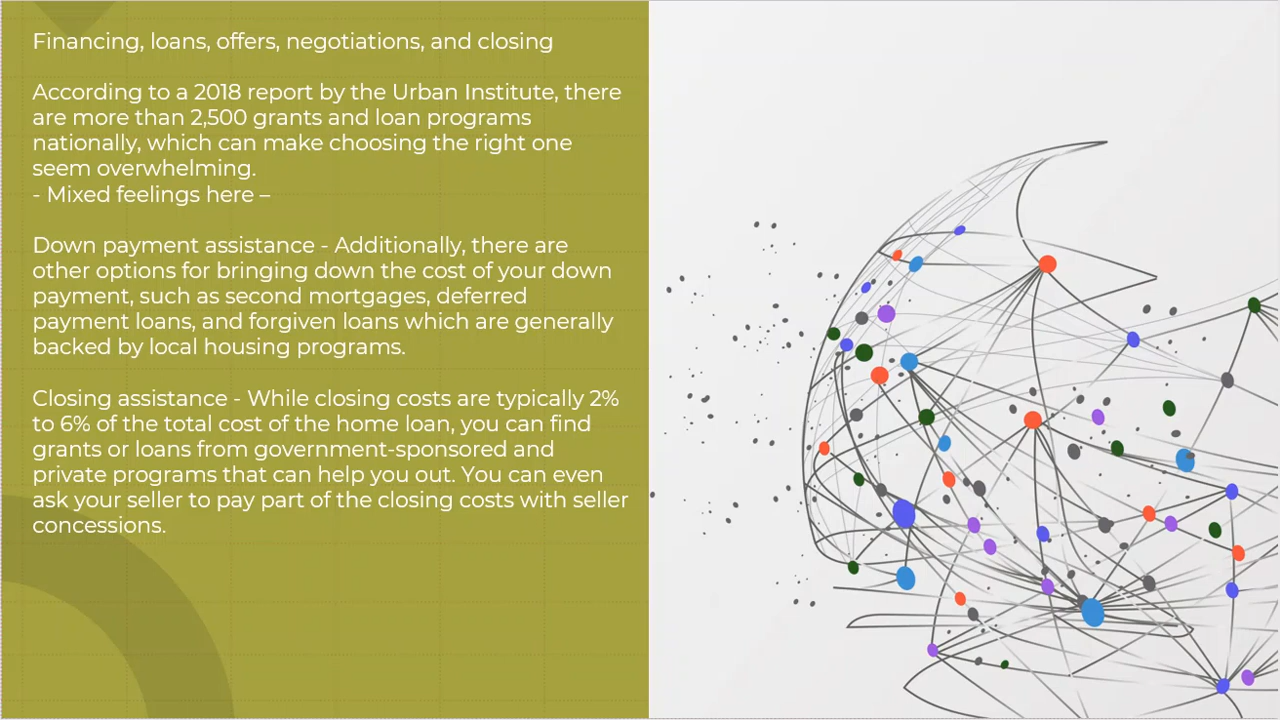 Financing, loans, offers, negotiations, and closing
According to a 2018 report by the Urban Institute, there
are more than 2,500 grants and loan programs
nationally, which can make choosing the right one
seem overwhelming.
- Mixed feelings here –
Down payment assistance - Additionally, there are
other options for bringing down the cost of your down
payment, such as second mortgages, deferred
payment loans, and forgiven loans which are generally
backed by local housing programs.
Closing assistance - While closing costs are typically 2%
to 6% of the total cost of the home loan, you can find
grants or loans from government-sponsored and
private programs that can help you out. You can even
ask your seller to pay part of the closing costs with seller
concessions.